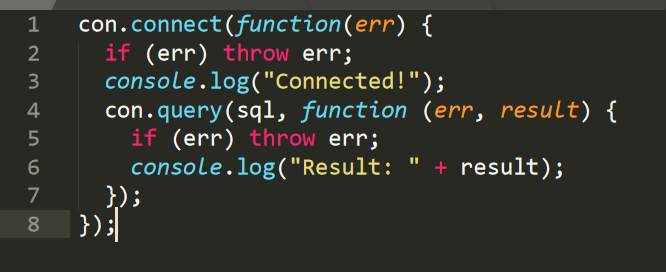 1 con.connect(function(err) {
2   if (err) throw err;
3   console.log("Connected!");
4   con.query(sql, function (err, result) {
5     if (err) throw err;
6     console.log("Result: " + result);
7   });
8 });